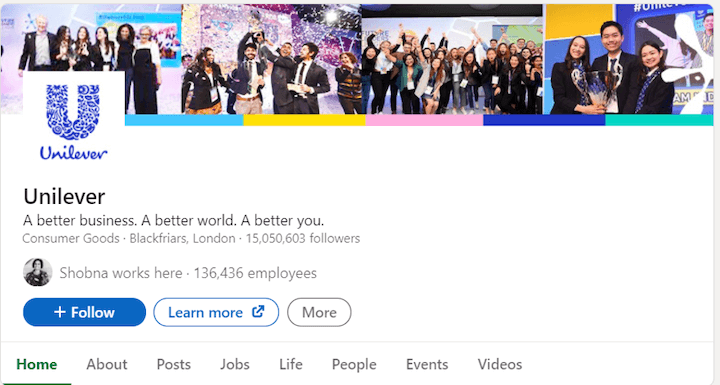 #Unilever
Unilever
Unilever
A better business. A better world. A better you.
Consumer Goods · Blackfriars, London · 15,050,603 followers
Shobna works here · 136,436 employees
+ Follow
Learn more
More
Home
About
Posts
Jobs
Life
People
Events
Videos